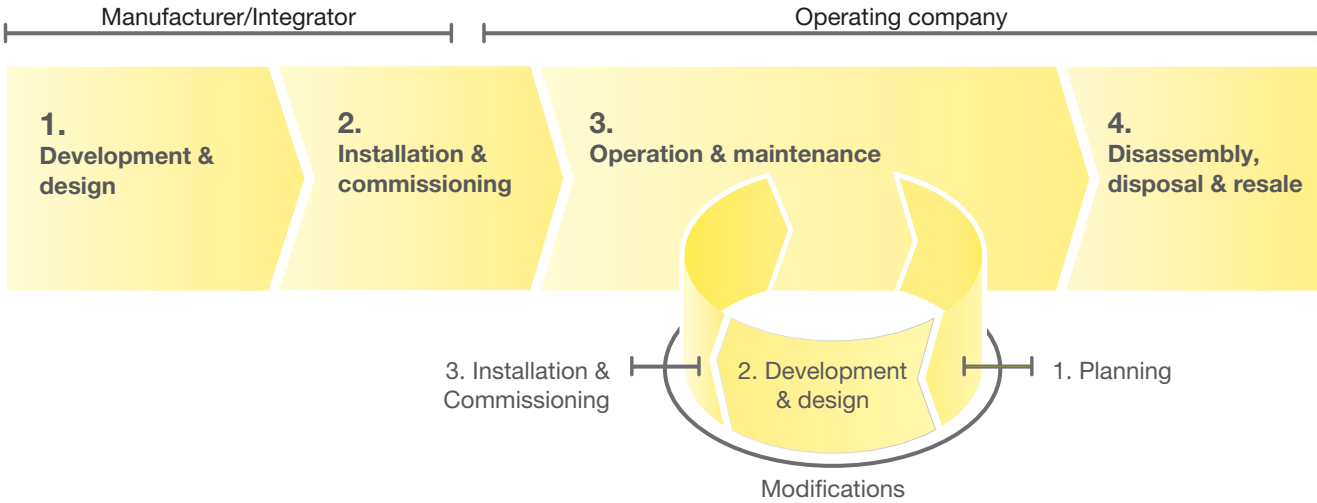 Manufacturer/Integrator
Operating company
1.
Development &
design
2.
Installation &
commissioning
3.
Operation & maintenance
4.
Disassembly,
disposal & resale
3. Installation &
Commissioning
2. Development
& design
1. Planning
Modifications